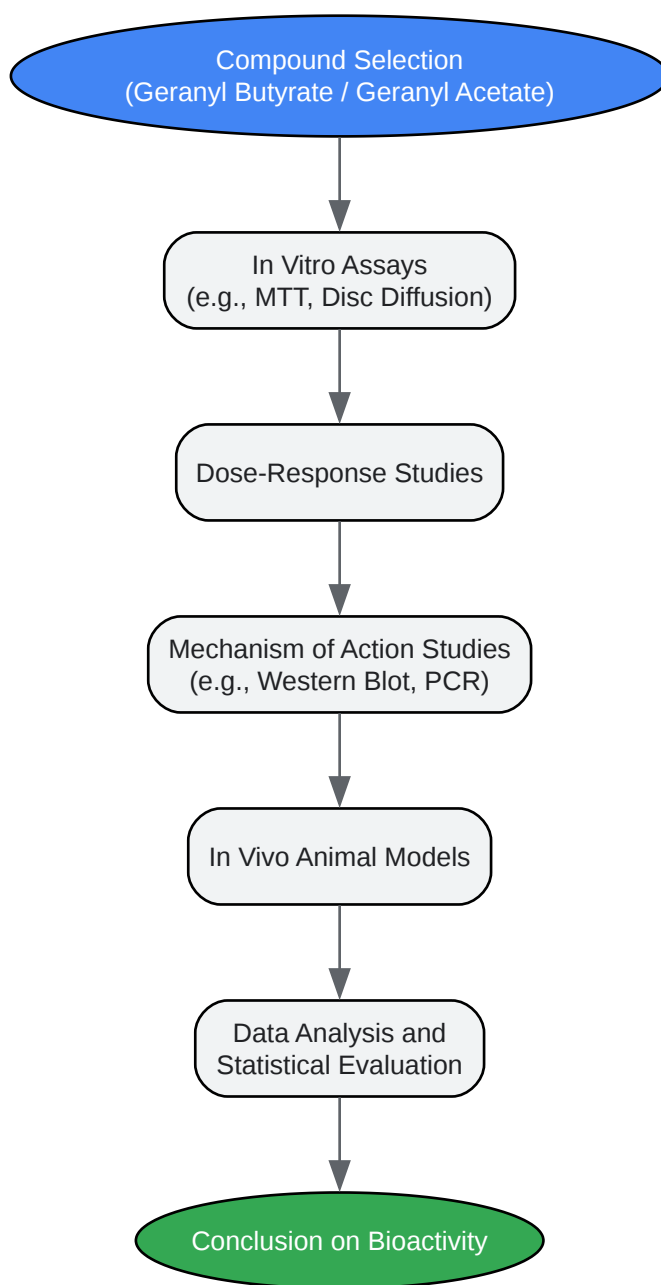 Compound Selection
(Geranyl Butyrate / Geranyl Acetate)
In Vitro Assays
(e.g., MTT, Disc Diffusion)
Dose-Response Studies
Mechanism of Action Studies
(e.g., Western Blot, PCR)
In Vivo Animal Models
Data Analysis and
Statistical Evaluation
Conclusion on Bioactivity